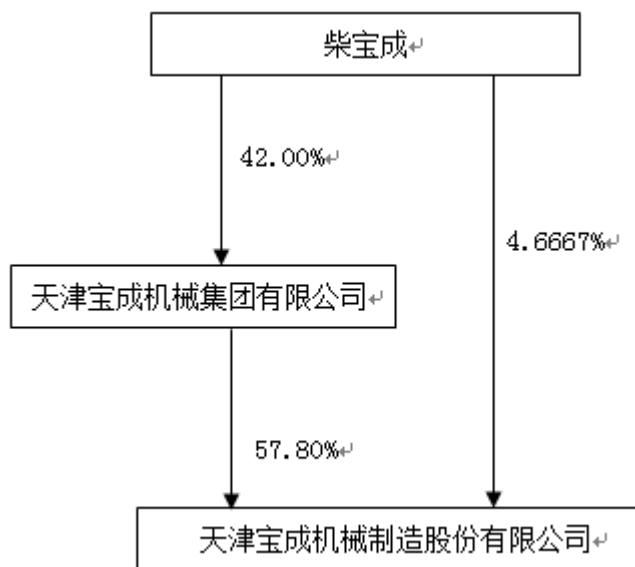 柴宝成
42.00%
4.6667%
天津宝成机械集团有限公司
57.80%
天津宝成机械制造股份有限公司